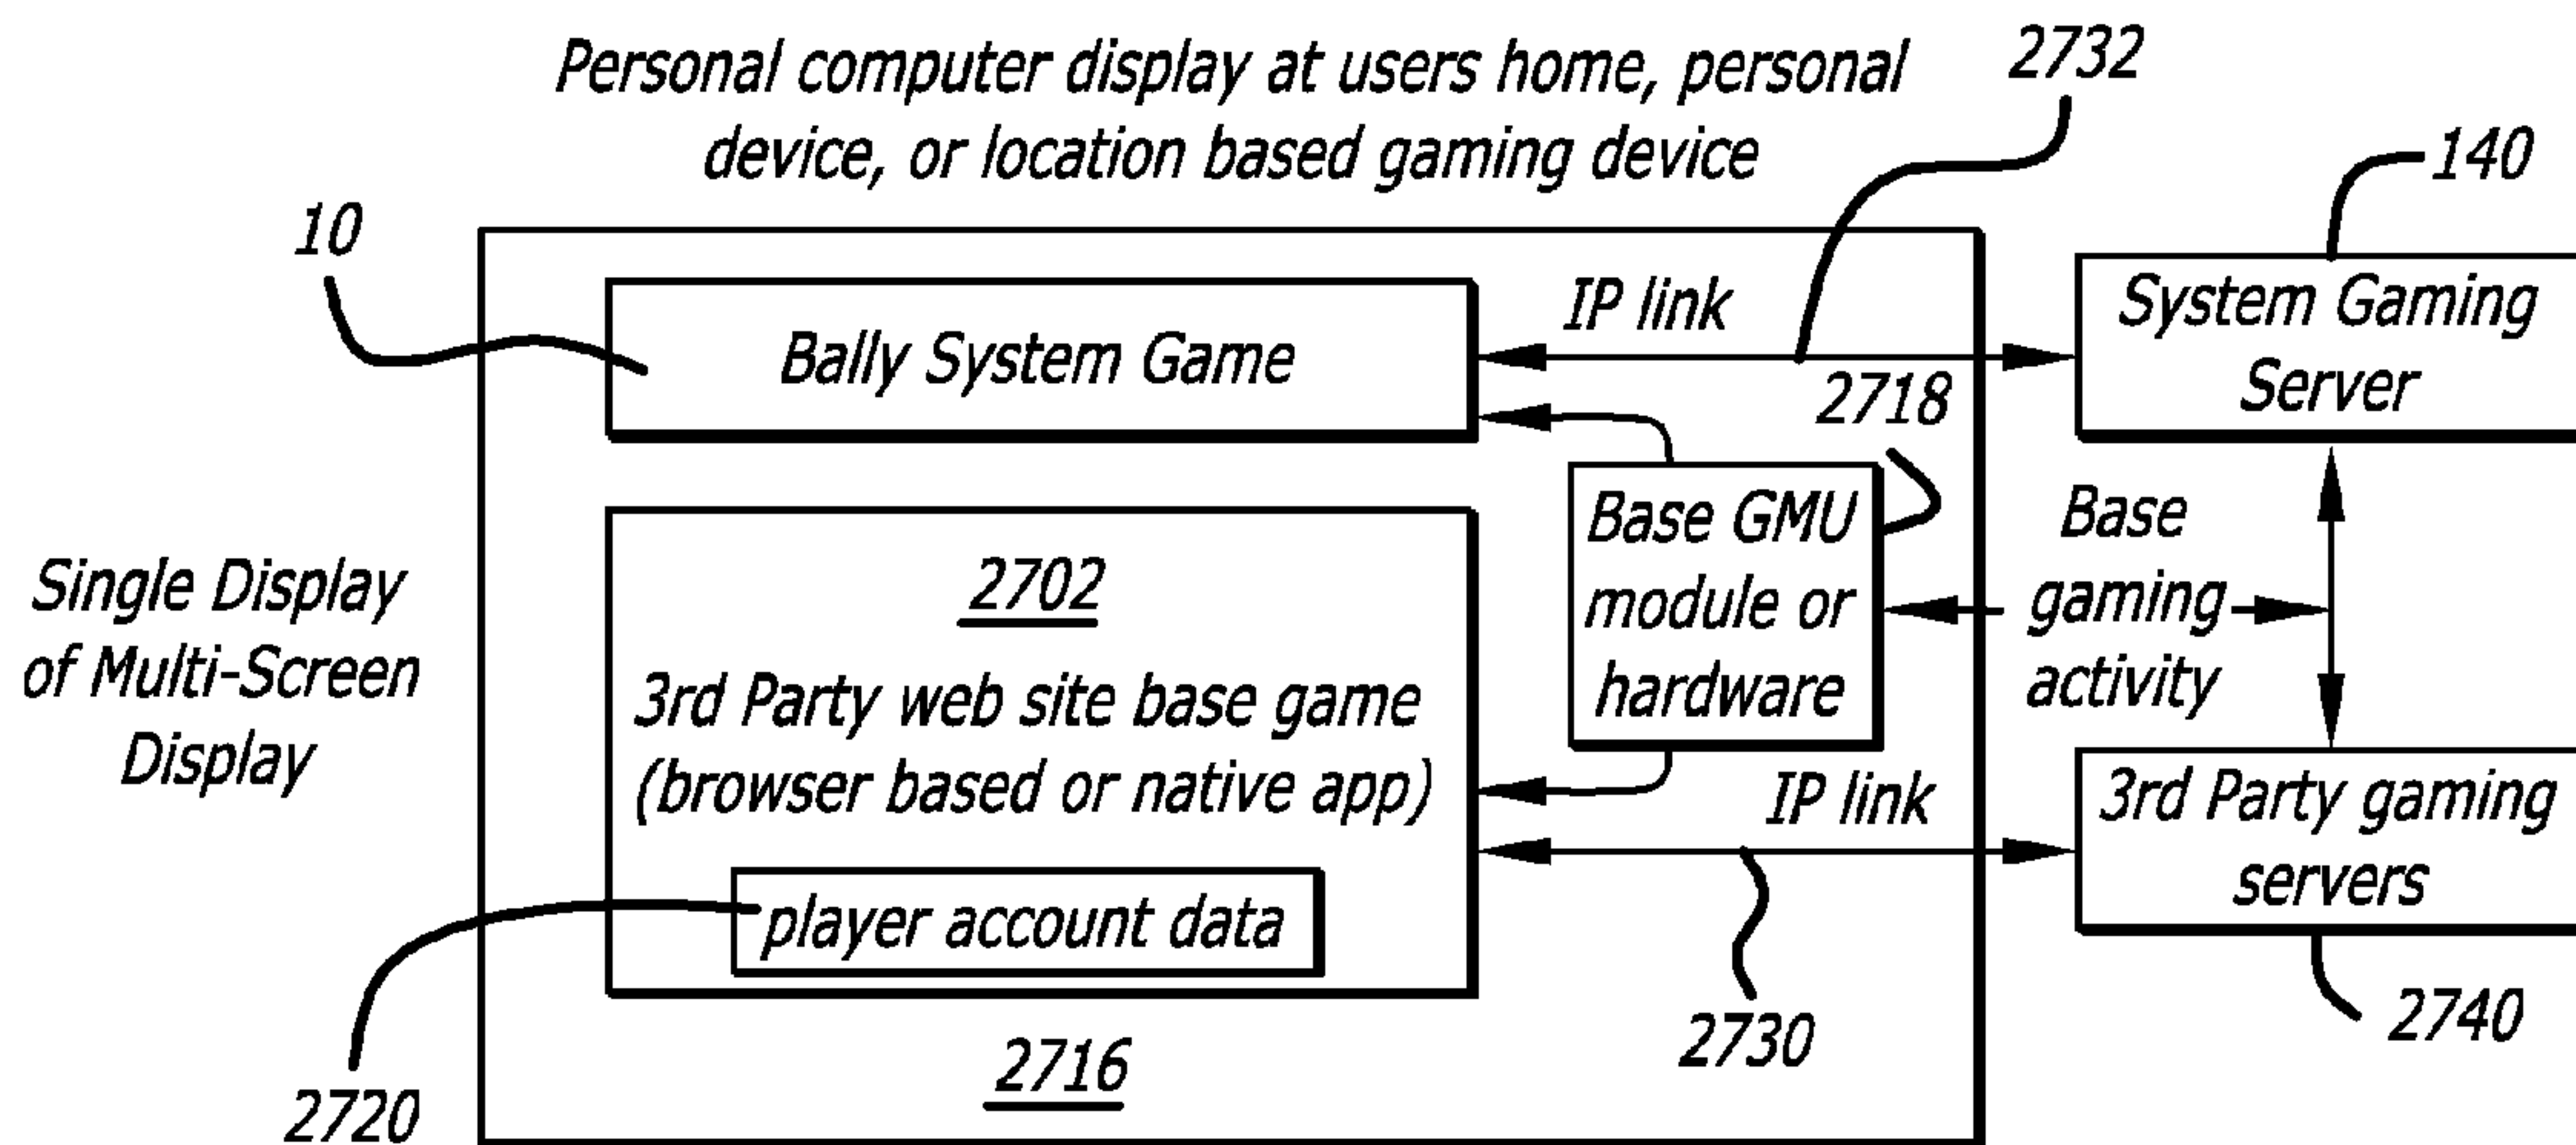 Personal computer display at users home, personal
device, or location based gaming device
2732
140
10
IP link
System Gaming
Server
Bally System Game
2718
Base GMU
module or
hardware
Base
gaming
activity
Single Display
of Multi-Screen
Display
2702
3rd Party web site base game
(browser based or native app)
IP link
3rd Party gaming
servers
player account data
2730
2740
2716
2720